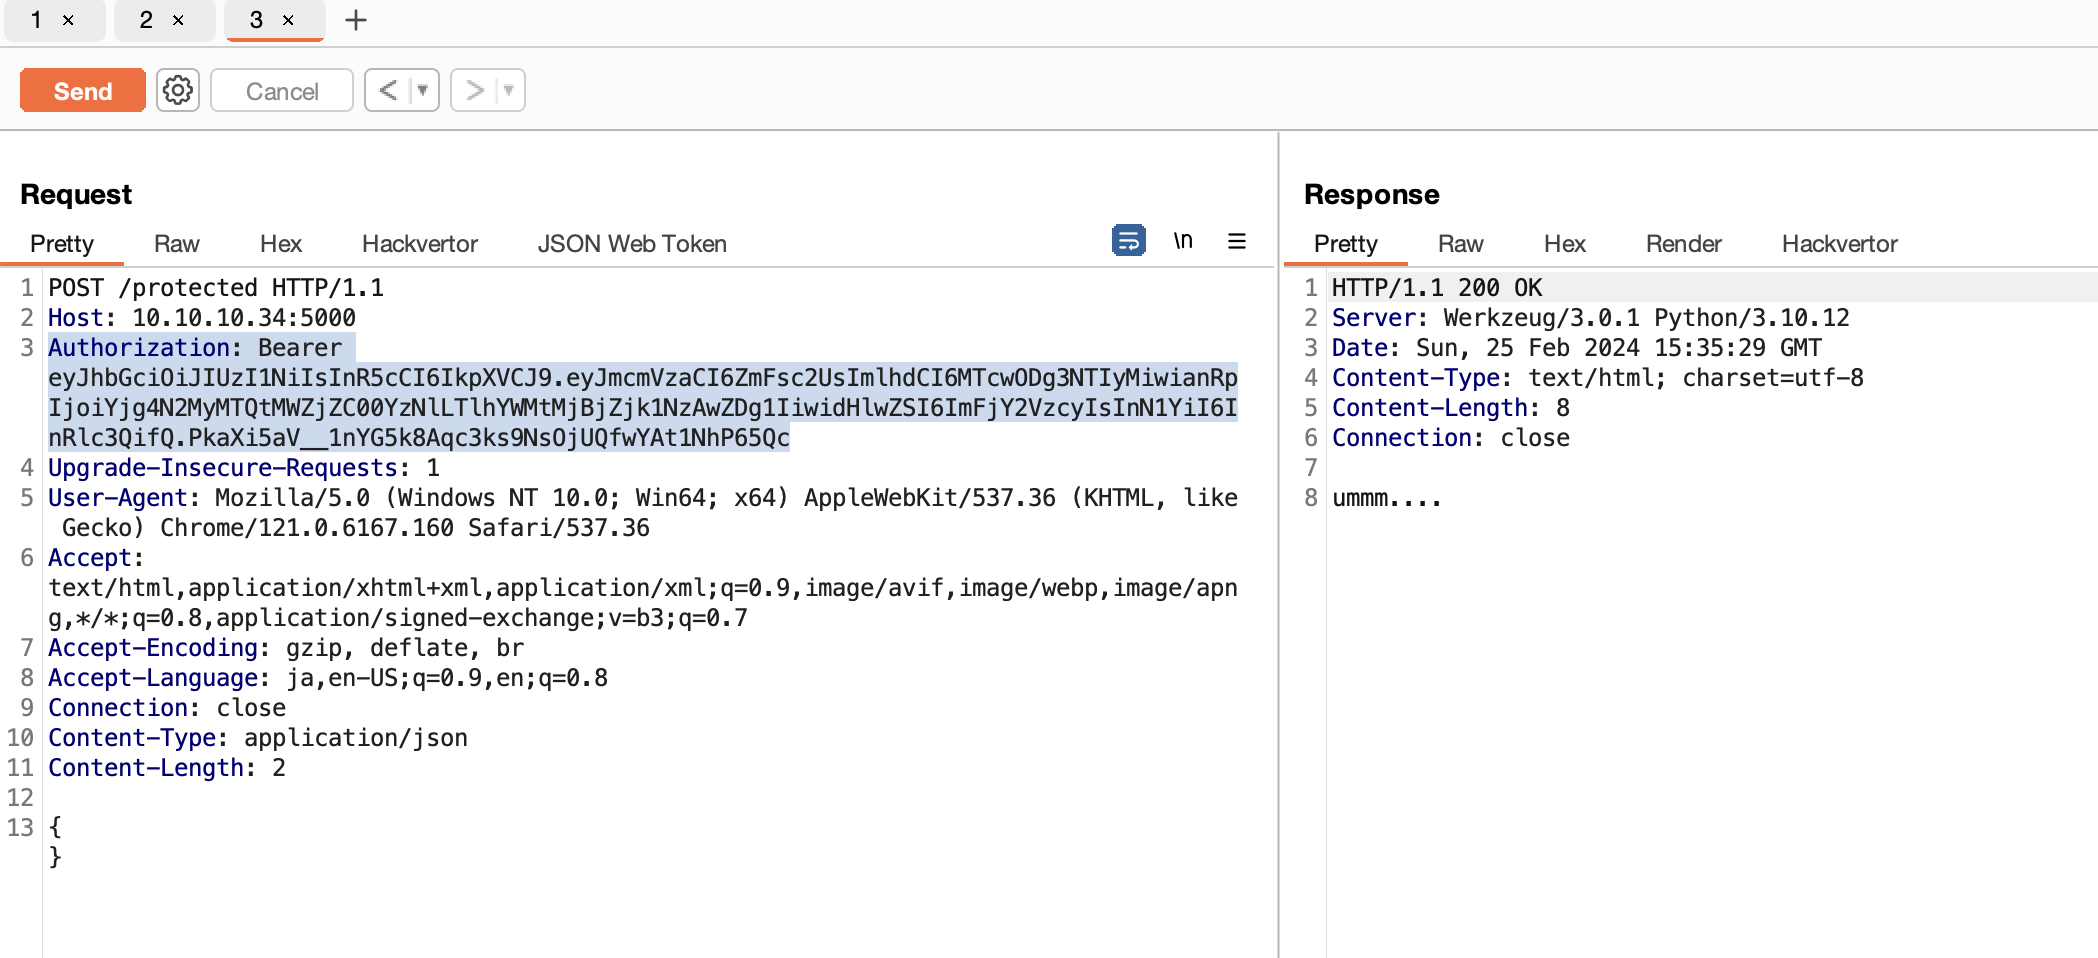 1 × 2 × 3 × +
Send Cancel < ▼ > ▼
Request
Pretty Raw Hex Hackvertor JSON Web Token \n ≡
1 POST /protected HTTP/1.1
2 Host: 10.10.10.34:5000
3 Authorization: Bearer
eyJhbGciOiJIUzI1NiIsInR5cCI6IkpXVCJ9.eyJmcmVzaCI6ZmFsc2UsImlhdCI6MTcwODg3NTIyMiwianRp
IjoiYjg4N2MyMTQtMWZjZC00YzNlLTlhYWMtMjBjZjk1NzAwZDg1IiwidHlwZSI6ImFjY2VzcyIsInN1YiI6I
nRlc3QifQ.PkaXi5aV__1nYG5k8Aqc3ks9NsOjUQfwYAt1NhP65Qc
4 Upgrade-Insecure-Requests: 1
5 User-Agent: Mozilla/5.0 (Windows NT 10.0; Win64; x64) AppleWebKit/537.36 (KHTML, like
Gecko) Chrome/121.0.6167.160 Safari/537.36
6 Accept:
text/html,application/xhtml+xml,application/xml;q=0.9,image/avif,image/webp,image/apn
g,*/*;q=0.8,application/signed-exchange;v=b3;q=0.7
7 Accept-Encoding: gzip, deflate, br
8 Accept-Language: ja,en-US;q=0.9,en;q=0.8
9 Connection: close
10 Content-Type: application/json
11 Content-Length: 2
12
13 {
}
Response
Pretty Raw Hex Render Hackvertor
1 HTTP/1.1 200 OK
2 Server: Werkzeug/3.0.1 Python/3.10.12
3 Date: Sun, 25 Feb 2024 15:35:29 GMT
4 Content-Type: text/html; charset=utf-8
5 Content-Length: 8
6 Connection: close
7
8 ummm....